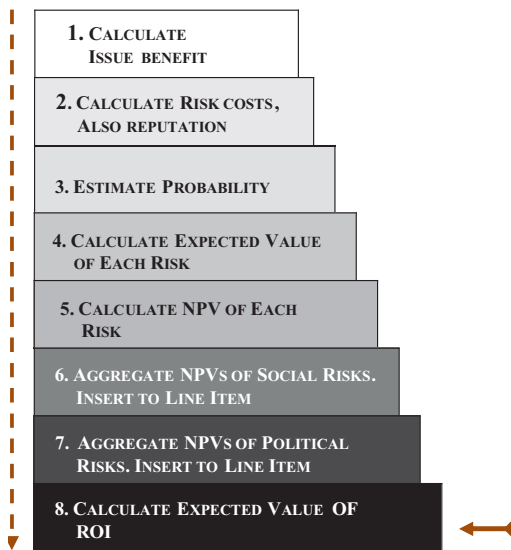 1. CALCULATE
ISSUE BENEFIT
2. CALCULATE RISK COSTS,
ALSO REPUTATION
3. ESTIMATE PROBABILITY
4. CALCULATE EXPECTED VALUE
OF EACH RISK
5. CALCULATE NPV OF EACH
RISK
6. AGGREGATE NPVS OF SOCIAL RISKS.
INSERT TO LINE ITEM
7. AGGREGATE NPVS OF POLITICAL
RISKS. INSERT TO LINE ITEM
8. CALCULATE EXPECTED VALUE OF
ROI